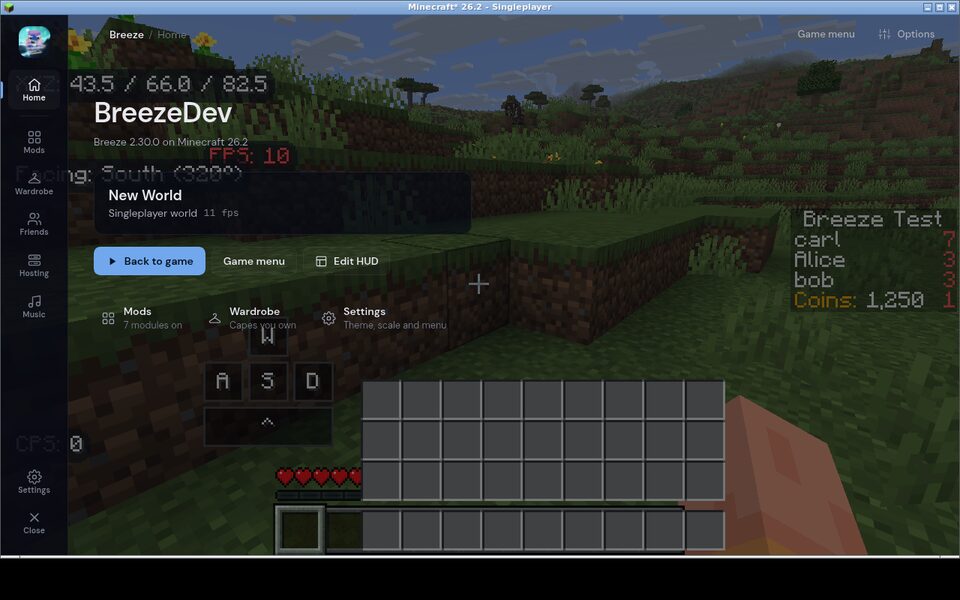 Minecraft* 26.2 - Singleplayer
Breeze / Home
Game menu
Options
43.5 / 66.0 / 82.5
Home
BreezeDev
Breeze 2.30.0 on Minecraft 26.2
FPS: 10
Mods
Facing: South (320°)
Wardrobe
New World
Singleplayer world 11 fps
Friends
Breeze Test
carl 7
Alice 3
bob 3
Coins: 1,250 1
Back to game
Game menu
Edit HUD
Hosting
Music
Mods
7 modules on
Wardrobe
Capes you own
Settings
Theme, scale and menu
W
A S D
^
CPS: 0
Settings
Close